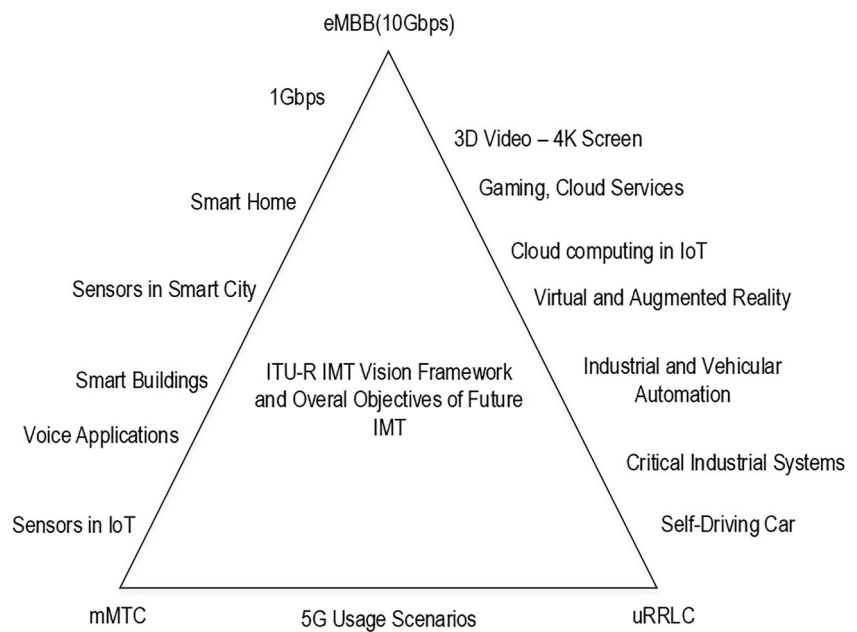 eMBB(10Gbps)
1Gbps
3D Video – 4K Screen
Gaming, Cloud Services
Smart Home
Cloud computing in IoT
Sensors in Smart City
Virtual and Augmented Reality
ITU-R IMT Vision Framework
and Overal Objectives of Future
IMT
Industrial and Vehicular
Automation
Smart Buildings
Voice Applications
Critical Industrial Systems
Sensors in IoT
Self-Driving Car
mMTC
5G Usage Scenarios
uRRLC